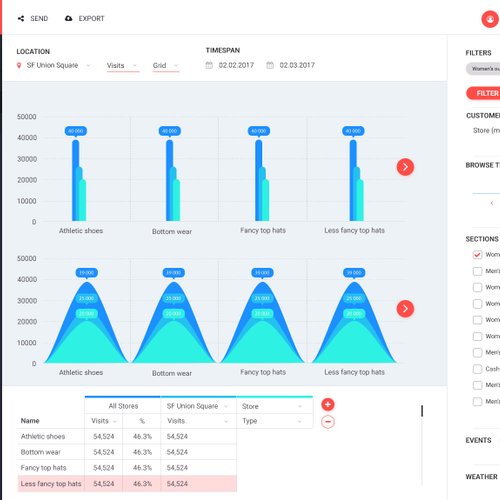 SEND EXPORT
LOCATION TIMESPAN FILTERS
SF Union Square Visits Grid 02.02.2017 02.03.2017
Women's
FILTER
CUSTOMER
Store
BROWSE
50000
40 000 40 000 40 000 40 000
40000
30000
20000
10000
0
Athletic shoes Bottom wear Fancy top hats Less fancy top hats
SECTIONS
50000
39 000 39 000 39 000 39 000
40000
25 000 25 000 25 000 25 000
30000
20 000 20 000 20 000 20 000
20000
10000
0
Athletic shoes Bottom wear Fancy top hats Less fancy top hats
Wome
Men's
Wome
Wome
Wome
Wome
Men's
Cash
Men's
Men's
All Stores SF Union Square Store
Name Visits % Visits Type
Athletic shoes 54,524 46.3% 54,524
Bottom wear 54,524 46.3% 54,524
Fancy top hats 54,524 46.3% 54,524
Less fancy top hats 54,524 46.3% 54,524
EVENTS
WEATHER